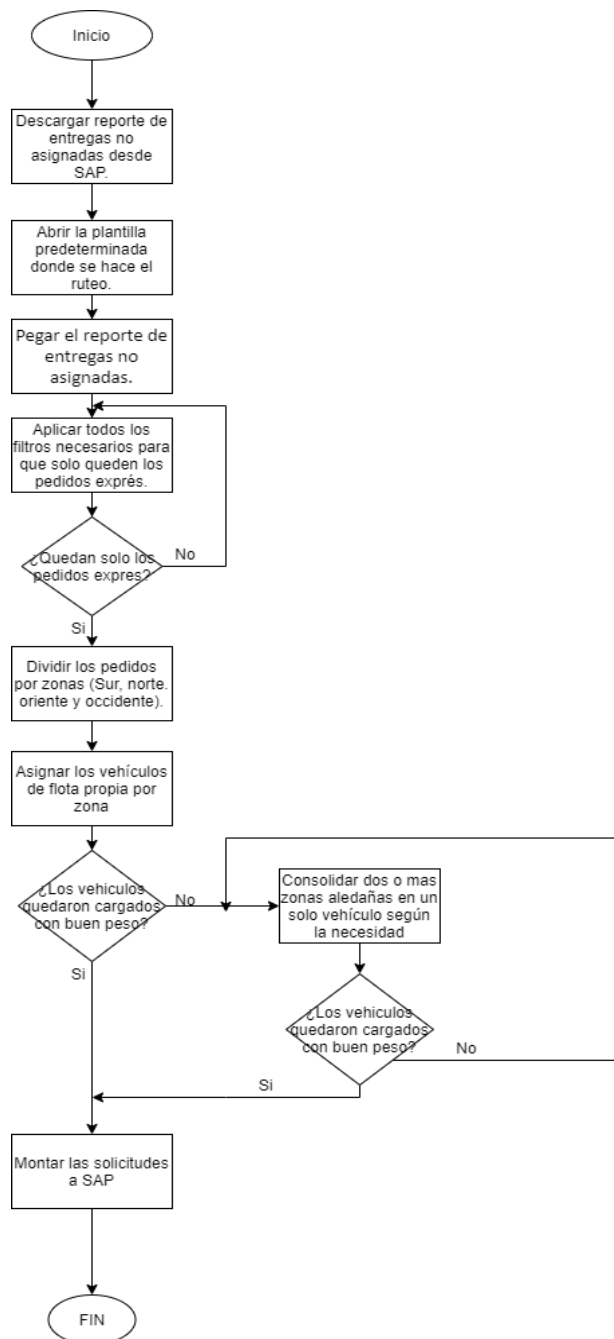 Inicio
Descargar reporte de
entregas no
asignadas desde
SAP.
Abrir la plantilla
predeterminada
donde se hace el
ruteo.
Pegar el reporte de
entregas no
asignadas.
Aplicar todos los
filtros necesarios para
que solo queden los
pedidos exprés.
¿Quedan solo los
pedidos expres?
No
Si
Dividir los pedidos
por zonas (Sur, norte.
oriente y occidente).
Asignar los vehículos
de flota propia por
zona
¿Los vehiculos
quedaron cargados
con buen peso?
No
Si
Consolidar dos o mas
zonas aledañas en un
solo vehículo según
la necesidad
¿Los vehiculos
quedaron cargados
con buen peso?
No
Si
Montar las solicitudes
a SAP
FIN